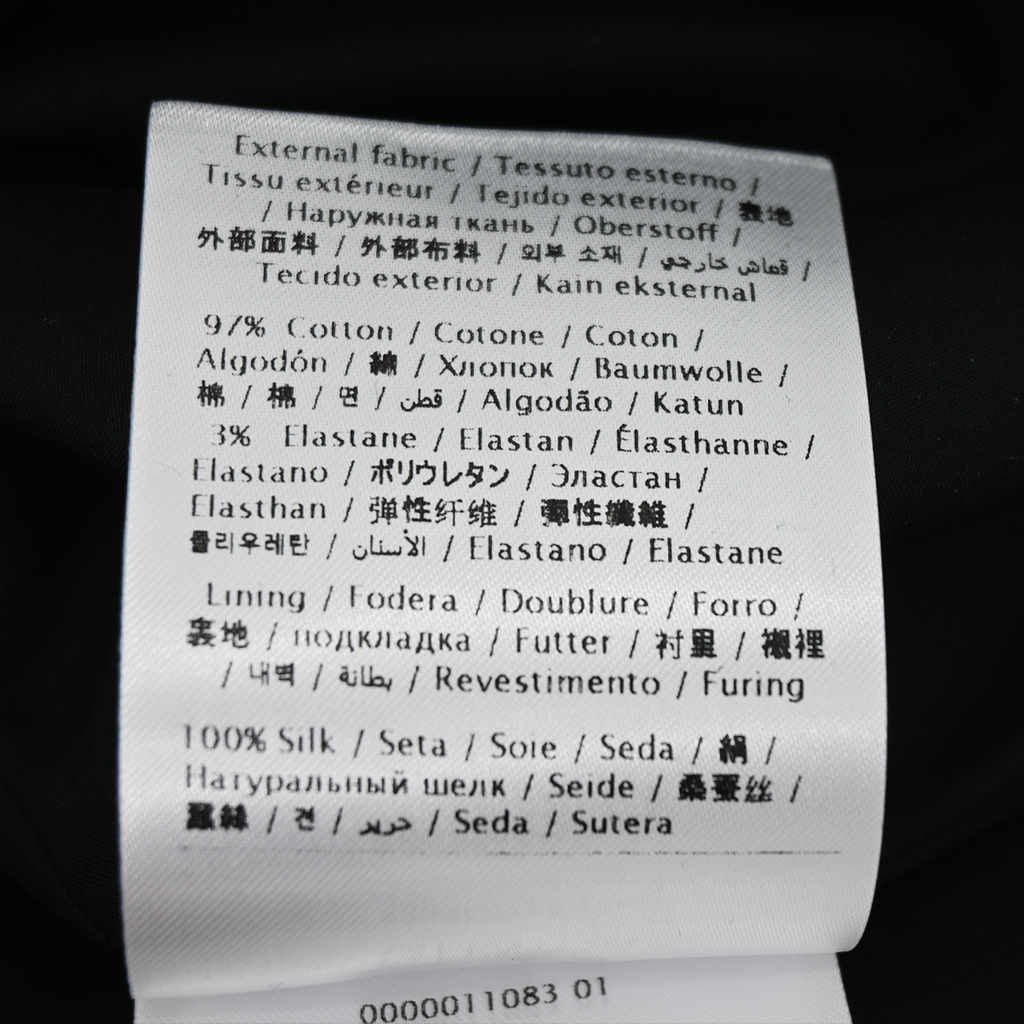 External fabric / Tessuto esterno /
Tissu extérieur / Tejido exterior / 表地
/ Наружная ткань / Oberstoff /
外部面料 / 外部布料 / 외부 소재 / قماش خارجي /
Tecido exterior / Kain eksternal
97% Cotton / Cotone / Coton /
Algodón / 綿 / Хлопок / Baumwolle /
棉 / 棉 / 면 / قطن / Algodão / Katun
3% Elastane / Elastan / Élasthanne /
Elastano / ポリウレタン / Эластан /
Elasthan / 弹性纤维 / 彈性纖維 /
폴리우레탄 / الأستان / Elastano / Elastane
Lining / Fodera / Doublure / Forro /
裏地 / подкладка / Futter / 衬里 / 襯裡
/ 내벽 / بطانة / Revestimento / Furing
100% Silk / Seta / Soie / Seda / 絹 /
Натуральный шелк / Seide / 桑蚕丝 /
蠶絲 / 견 / حرير / Seda / Sutera
0000011083 01